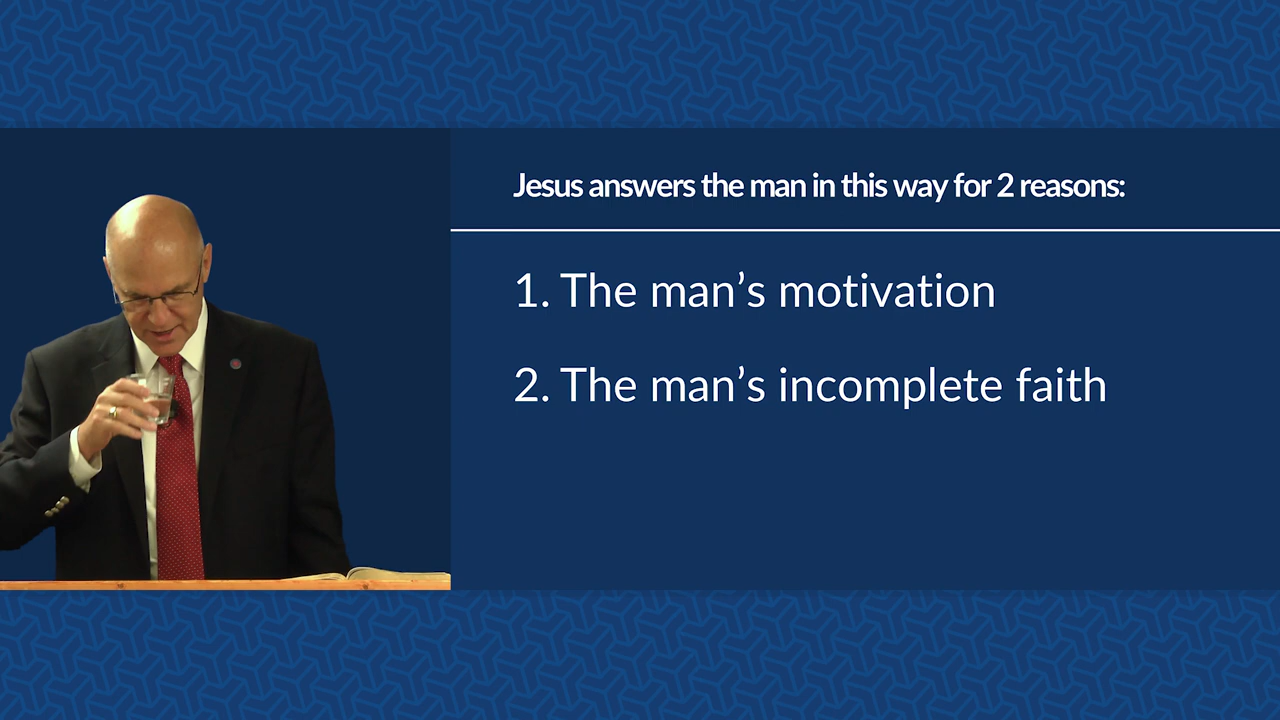 Jesus answers the man in this way for 2 reasons:
1. The man’s motivation
2. The man’s incomplete faith